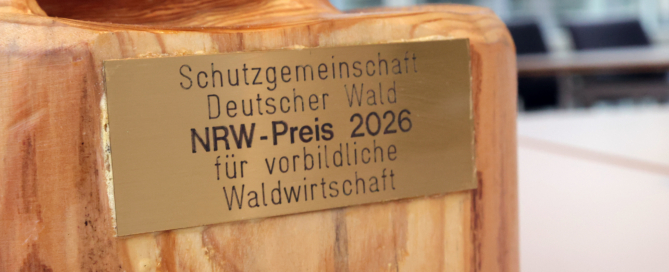 Schutzgemeinschaft
Deutscher Wald
NRW-Preis 2026
für vorbildliche
Waldwirtschaft